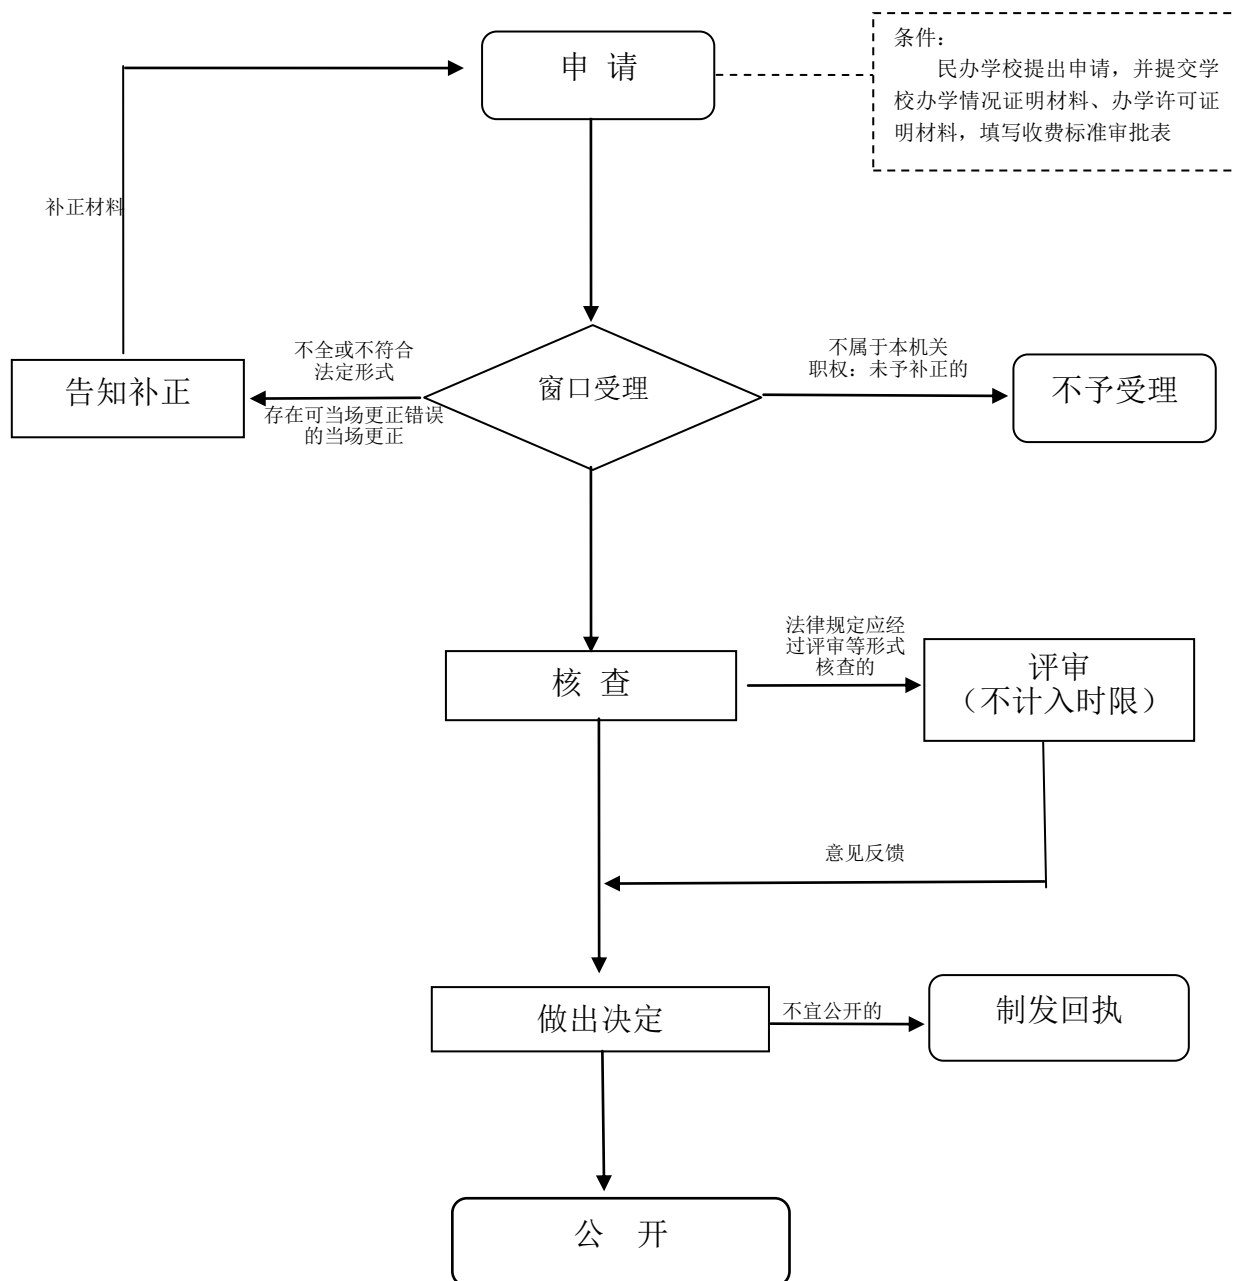 申 请
条件：
民办学校提出申请，并提交学
校办学情况证明材料、办学许可证
明材料，填写收费标准审批表
补正材料
不全或不符合
法定形式
存在可当场更正错误
的当场更正
告知补正
窗口受理
不属于本机关
职权：未予补正的
不予受理
法律规定应经
过评审等形式
核查的
核 查
评审
（不计入时限）
意见反馈
做出决定
不宜公开的
制发回执
公 开